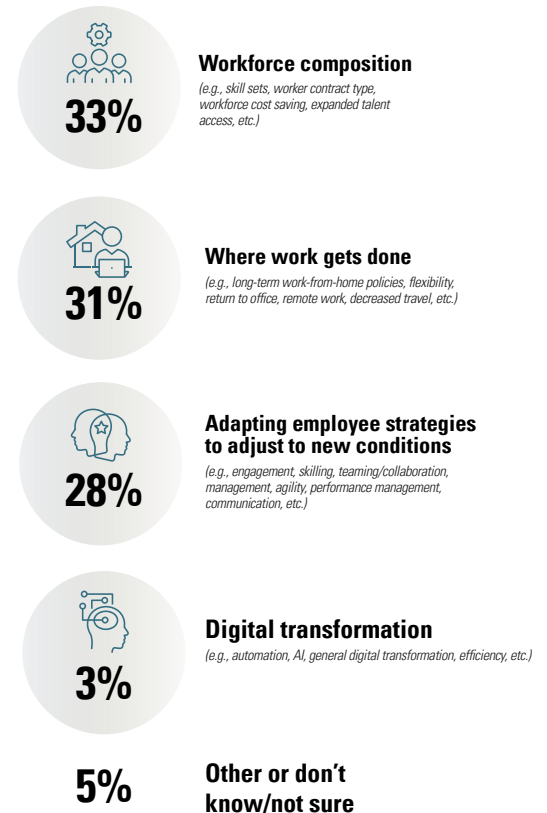 33%
Workforce composition
(e.g., skill sets, worker contract type,
workforce cost saving, expanded talent
access, etc.)
31%
Where work gets done
(e.g., long-term work-from-home policies, flexibility,
return to office, remote work, decreased travel, etc.)
28%
Adapting employee strategies
to adjust to new conditions
(e.g., engagement, skilling, teaming/collaboration,
management, agility, performance management,
communication, etc.)
3%
Digital transformation
(e.g., automation, AI, general digital transformation, efficiency, etc.)
5%
Other or don't
know/not sure